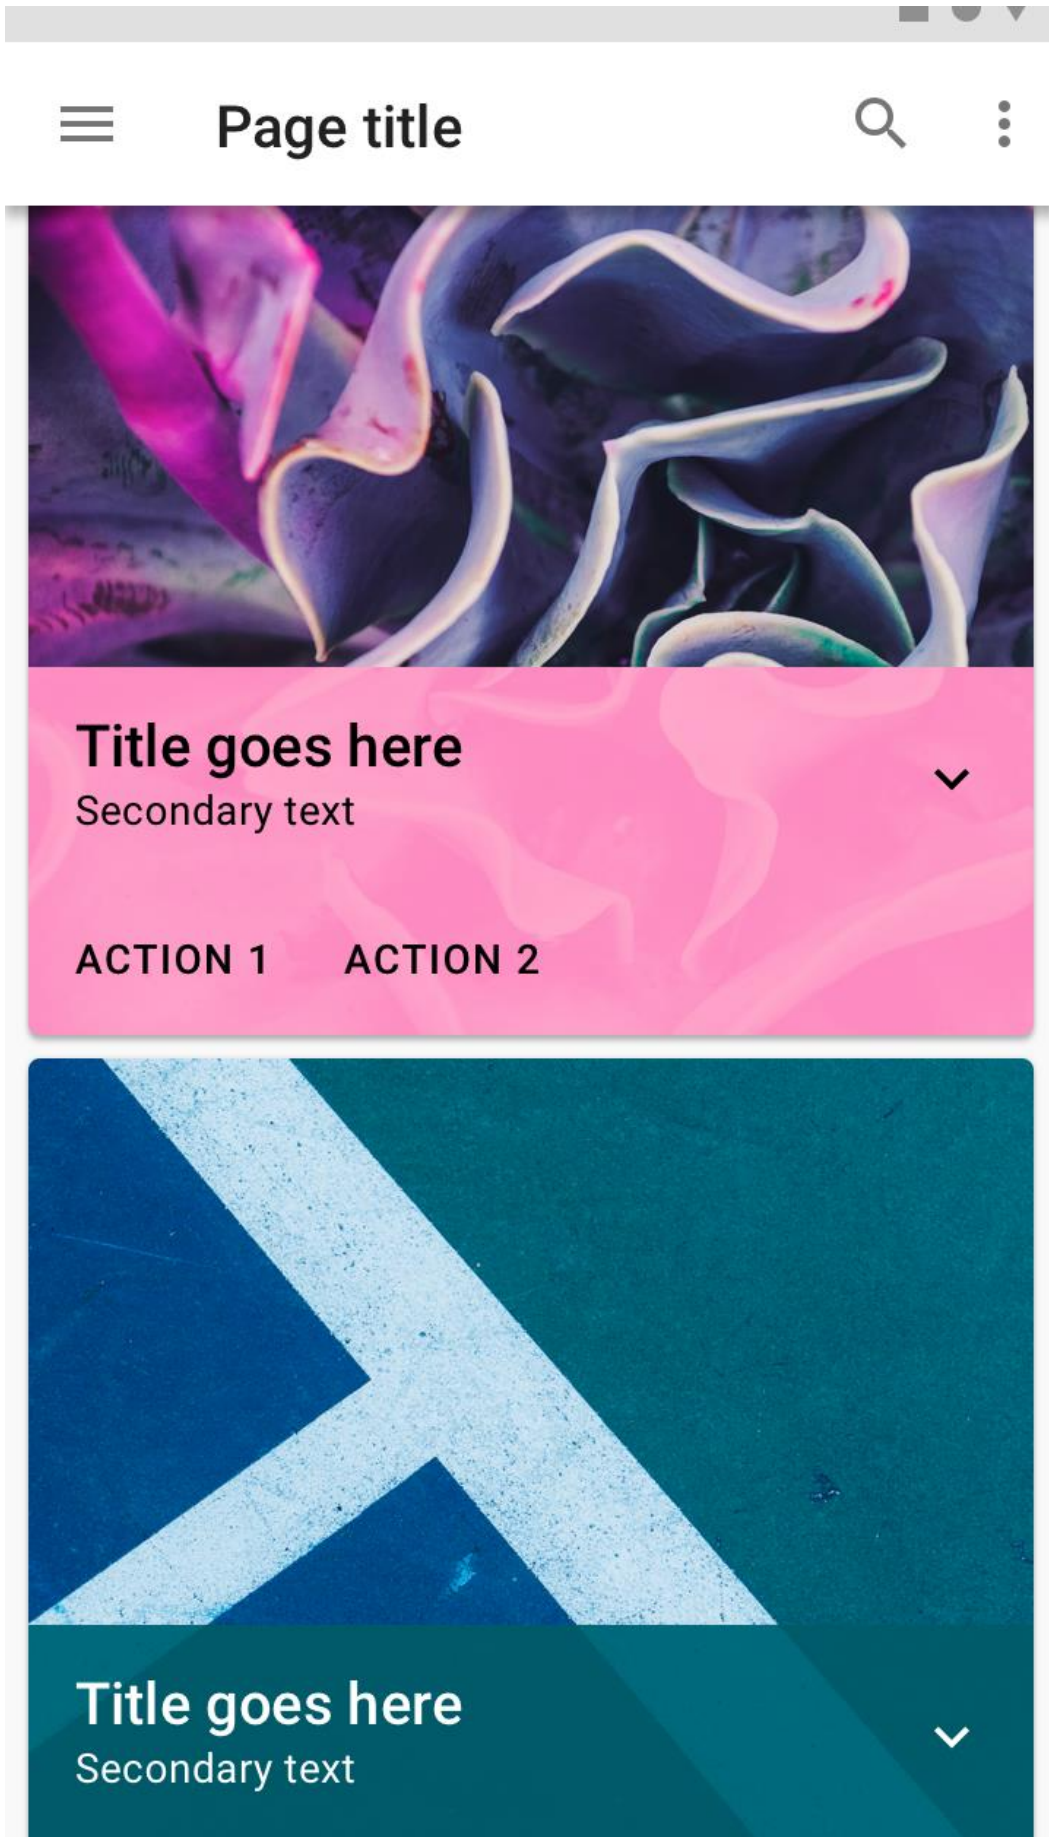 Page title
Title goes here
Secondary text
ACTION 1 ACTION 2
Title goes here
Secondary text